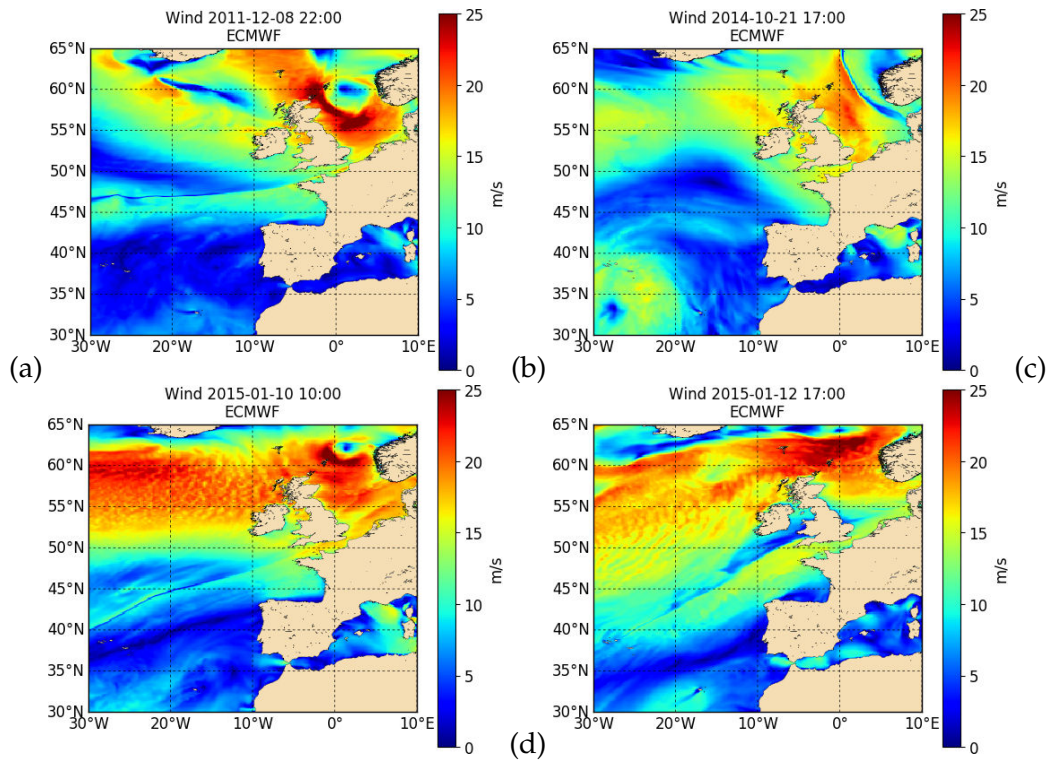 Wind 2011-12-08 22:00
ECMWF
65°N
60°N
55°N
50°N
45°N
40°N
35°N
30°N
30°W
20°W
10°W
0°
10°E
25
20
15
10
5
0
m/s
(a)
Wind 2014-10-21 17:00
ECMWF
65°N
60°N
55°N
50°N
45°N
40°N
35°N
30°N
30°W
20°W
10°W
0°
10°E
25
20
15
10
5
0
m/s
(b)
(c)
Wind 2015-01-10 10:00
ECMWF
65°N
60°N
55°N
50°N
45°N
40°N
35°N
30°N
30°W
20°W
10°W
0°
10°E
25
20
15
10
5
0
m/s
(d)
Wind 2015-01-12 17:00
ECMWF
65°N
60°N
55°N
50°N
45°N
40°N
35°N
30°N
30°W
20°W
10°W
0°
10°E
25
20
15
10
5
0
m/s